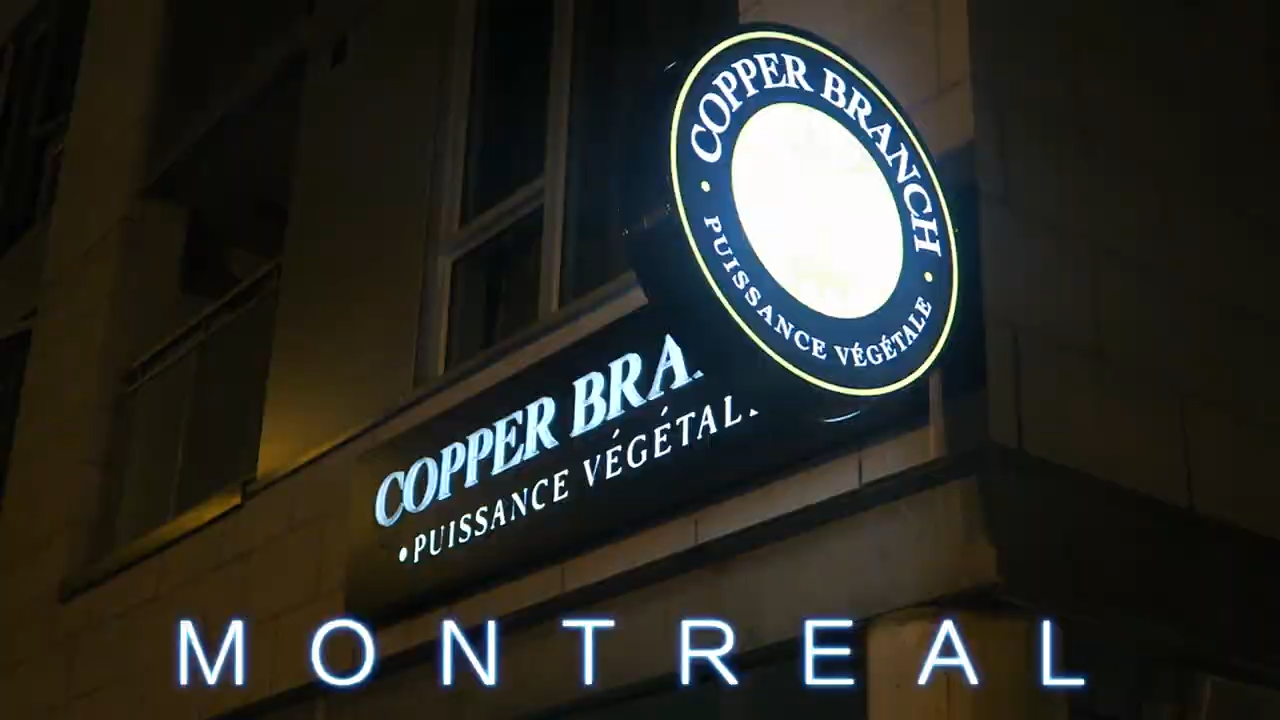 COPPER BRANCH
• PUISSANCE VÉGÉTALE •
COPPER BRA
•PUISSANCE VÉGÉTAL
MONTREAL